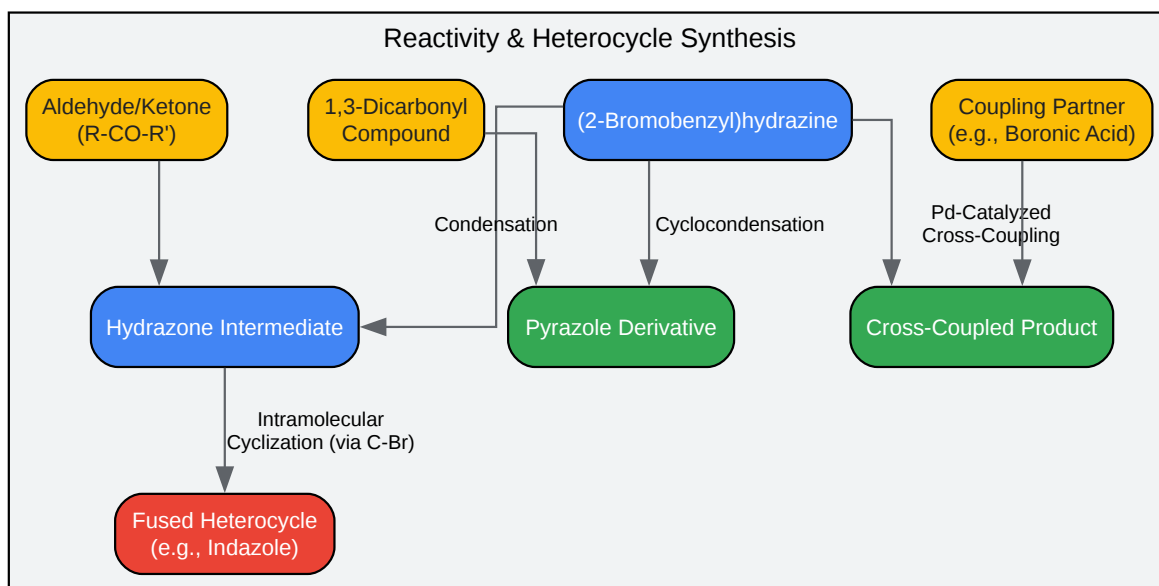 Reactivity & Heterocycle Synthesis
Aldehyde/Ketone
(R-CO-R')
1,3-Dicarbonyl
Compound
(2-Bromobenzyl)hydrazine
Coupling Partner
(e.g., Boronic Acid)
Condensation
Cyclocondensation
Pd-Catalyzed
Cross-Coupling
Hydrazone Intermediate
Pyrazole Derivative
Cross-Coupled Product
Intramolecular
Cyclization (via C-Br)
Fused Heterocycle
(e.g., Indazole)